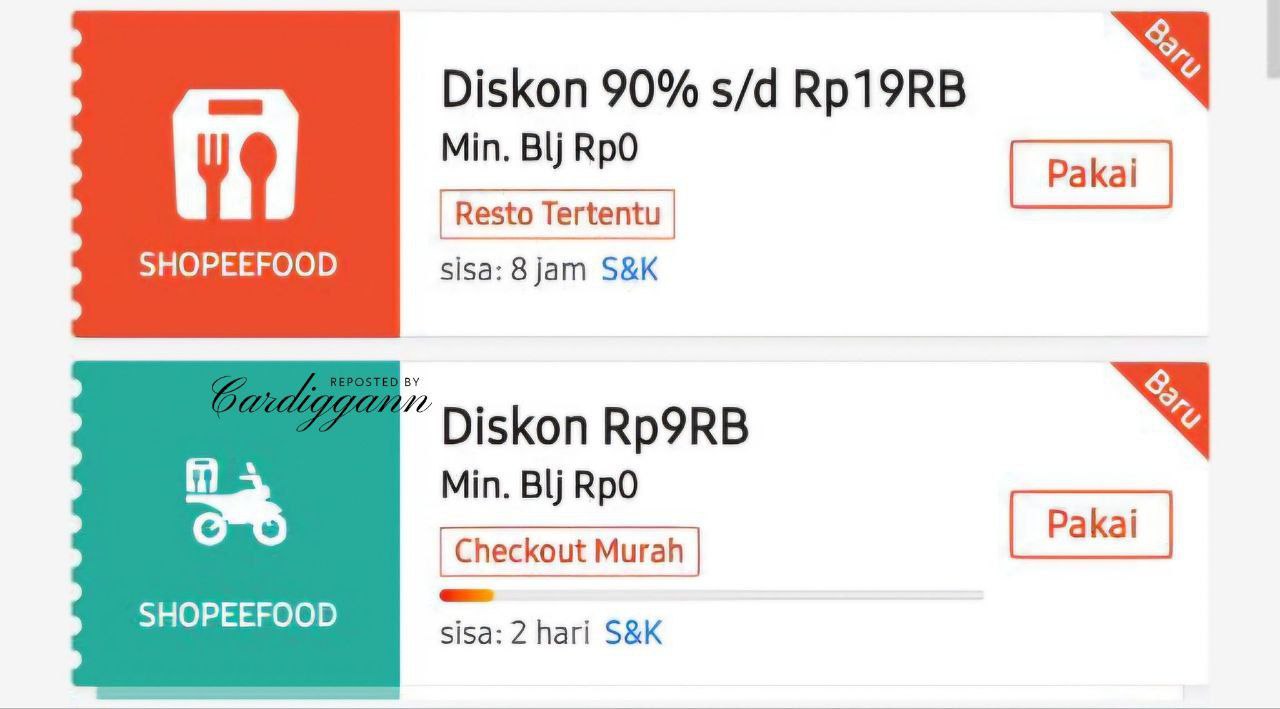 Baru
Diskon 90% s/d Rp19RB
Min. Blj Rp0
Pakai
Resto Tertentu
SHOPEEFOOD
sisa: 8 jam S&K
Baru
REPOSTED BY
Cardiggann
Diskon Rp9RB
Min. Blj Rp0
Pakai
Checkout Murah
SHOPEEFOOD
sisa: 2 hari S&K